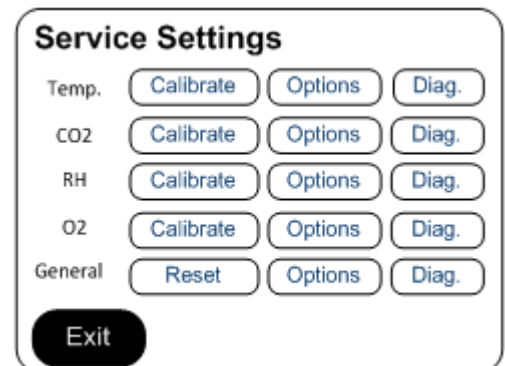 Service Settings
Temp. Calibrate Options Diag.
CO2 Calibrate Options Diag.
RH Calibrate Options Diag.
O2 Calibrate Options Diag.
General Reset Options Diag.
Exit